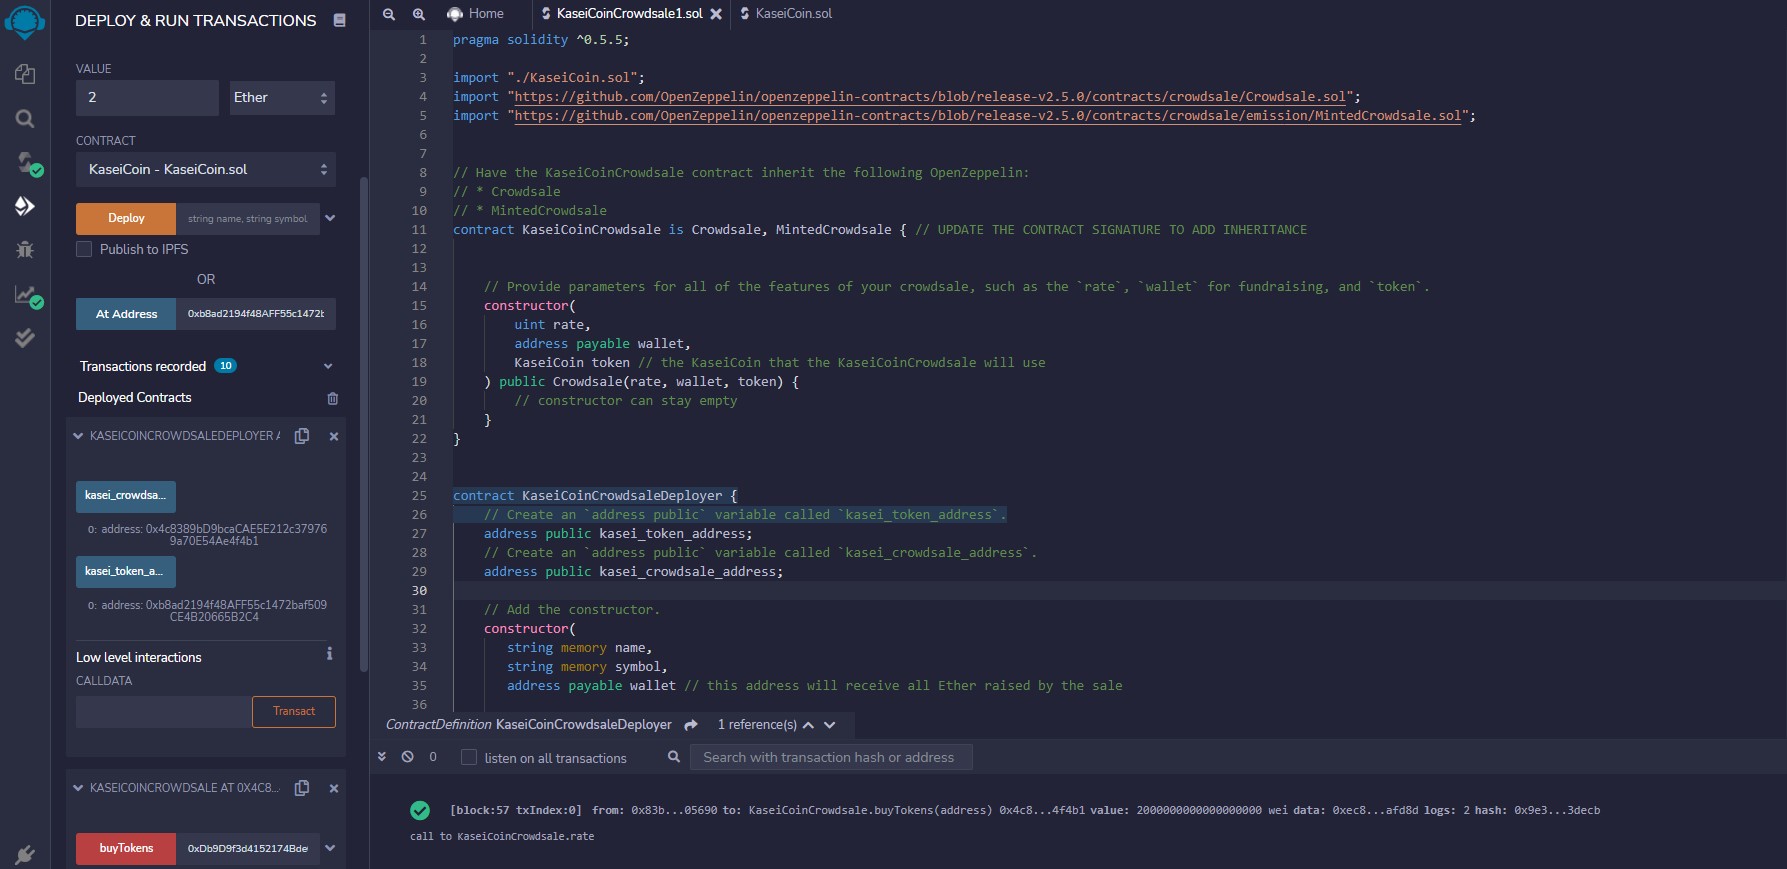 DEPLOY & RUN TRANSACTIONS
VALUE
2
Ether
CONTRACT
KaseiCoin - KaseiCoin.sol
Deploy
string name, string symbol
Publish to IPFS
OR
At Address
0xb8ad2194f48AFF55c1472b
Transactions recorded 10
Deployed Contracts
KASEICOINCROWDSALEDEPLOYER A
kasei_crowdsa...
0: address: 0x4c8389bD9bcaCAE5E212c37976
9a70E54Ae4f4b1
kasei_token_a...
0: address: 0xb8ad2194f48AFF55c1472baf509
CE4B20665B2C4
Low level interactions
CALLDATA
Transact
KASEICOINCROWDSALE AT 0X4C8...
buyTokens
0xDb9D9f3d4152174Bde
Home
KaseiCoinCrowdsale1.sol
KaseiCoin.sol
1 pragma solidity ^0.5.5;
2
3 import "./KaseiCoin.sol";
4 import "https://github.com/OpenZeppelin/openzeppelin-contracts/blob/release-v2.5.0/contracts/crowdsale/Crowdsale.sol";
5 import "https://github.com/OpenZeppelin/openzeppelin-contracts/blob/release-v2.5.0/contracts/crowdsale/emission/MintedCrowdsale.sol";
6
7
8 // Have the KaseiCoinCrowdsale contract inherit the following OpenZeppelin:
9 // * Crowdsale
10 // * MintedCrowdsale
11 contract KaseiCoinCrowdsale is Crowdsale, MintedCrowdsale { // UPDATE THE CONTRACT SIGNATURE TO ADD INHERITANCE
12
13
14 // Provide parameters for all of the features of your crowdsale, such as the `rate`, `wallet` for fundraising, and `token`.
15 constructor(
16 uint rate,
17 address payable wallet,
18 KaseiCoin token // the KaseiCoin that the KaseiCoinCrowdsale will use
19 ) public Crowdsale(rate, wallet, token) {
20 // constructor can stay empty
21 }
22 }
23
24
25 contract KaseiCoinCrowdsaleDeployer {
26 // Create an `address public` variable called `kasei_token_address`.
27 address public kasei_token_address;
28 // Create an `address public` variable called `kasei_crowdsale_address`.
29 address public kasei_crowdsale_address;
30
31 // Add the constructor.
32 constructor(
33 string memory name,
34 string memory symbol,
35 address payable wallet // this address will receive all Ether raised by the sale
36
ContractDefinition KaseiCoinCrowdsaleDeployer 1 reference(s)
0 listen on all transactions
Search with transaction hash or address
[block:57 txIndex:0] from: 0x83b...05690 to: KaseiCoinCrowdsale.buyTokens(address) 0x4c8...4f4b1 value: 2000000000000000000 wei data: 0xec8...afd8d logs: 2 hash: 0x9e3...3decb
call to KaseiCoinCrowdsale.rate